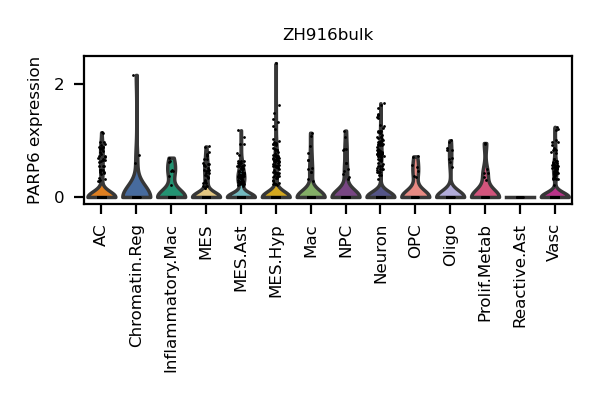 ZH916bulk
PARP6 expression
2
0
AC
Chromatin.Reg
Inflammatory.Mac
MES
MES.Ast
MES.Hyp
Mac
NPC
Neuron
OPC
Oligo
Prolif.Metab
Reactive.Ast
Vasc